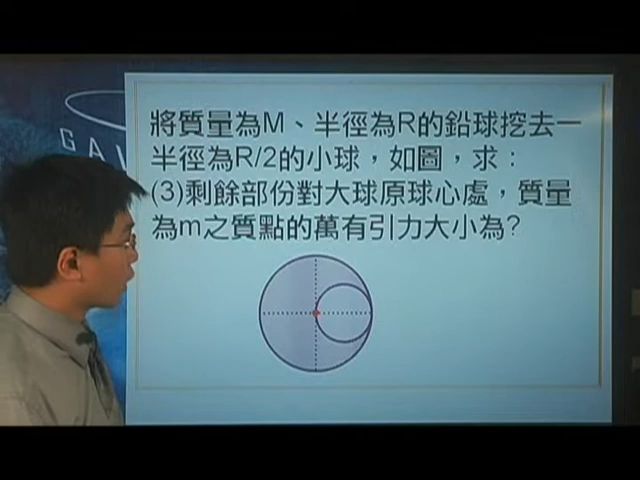 GAL
將質量為M、半徑為R的鉛球挖去一
半徑為R/2的小球，如圖，求：
(3)剩餘部份對大球原球心處，質量
為m之質點的萬有引力大小為?